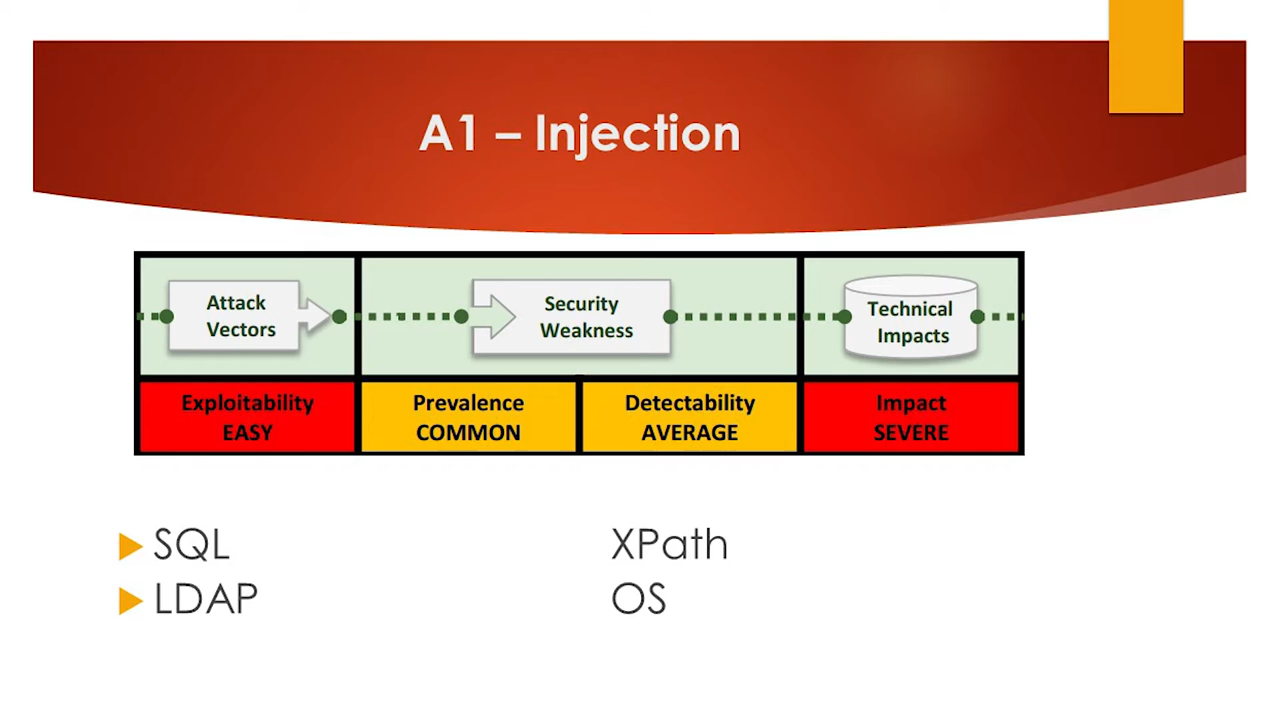 A1 – Injection
Attack
Vectors
Security
Weakness
Technical
Impacts
Exploitability
EASY
Prevalence
COMMON
Detectability
AVERAGE
Impact
SEVERE
SQL
XPath
LDAP
OS